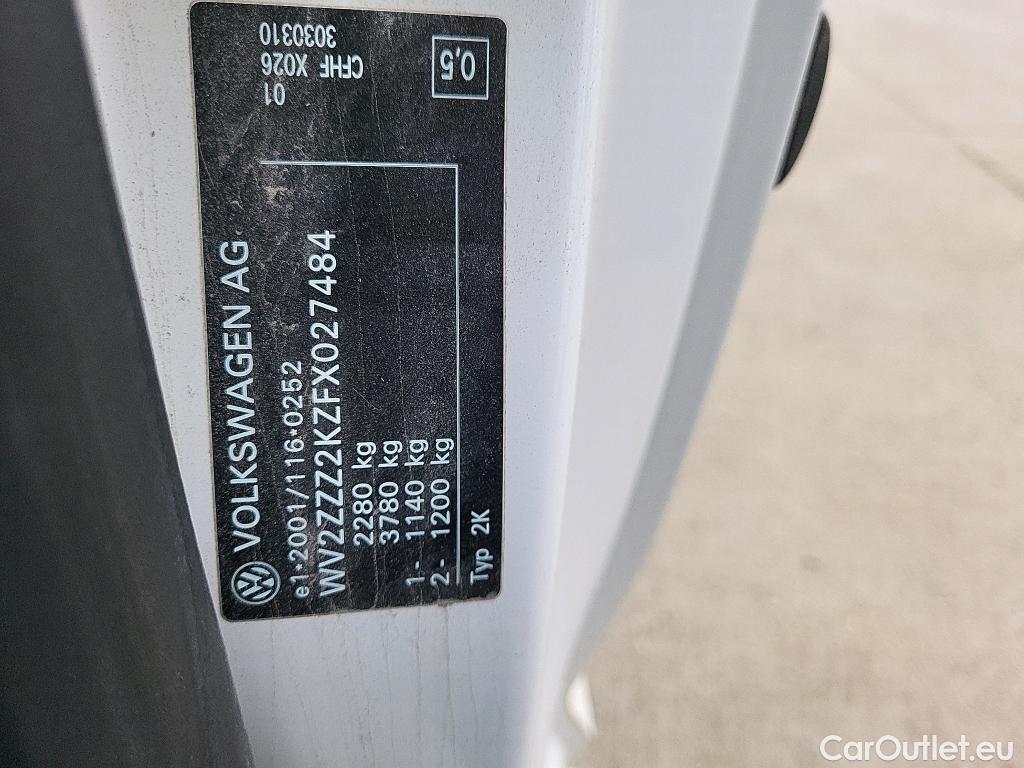 VOLKSWAGEN AG
e1*2001/116*0252
WV2ZZZ2KZFX027484
2280 kg
3780 kg
1- 1140 kg
2- 1200 kg
Typ 2K
01
CFHF X026
3030310
0,5
CarOutlet.eu